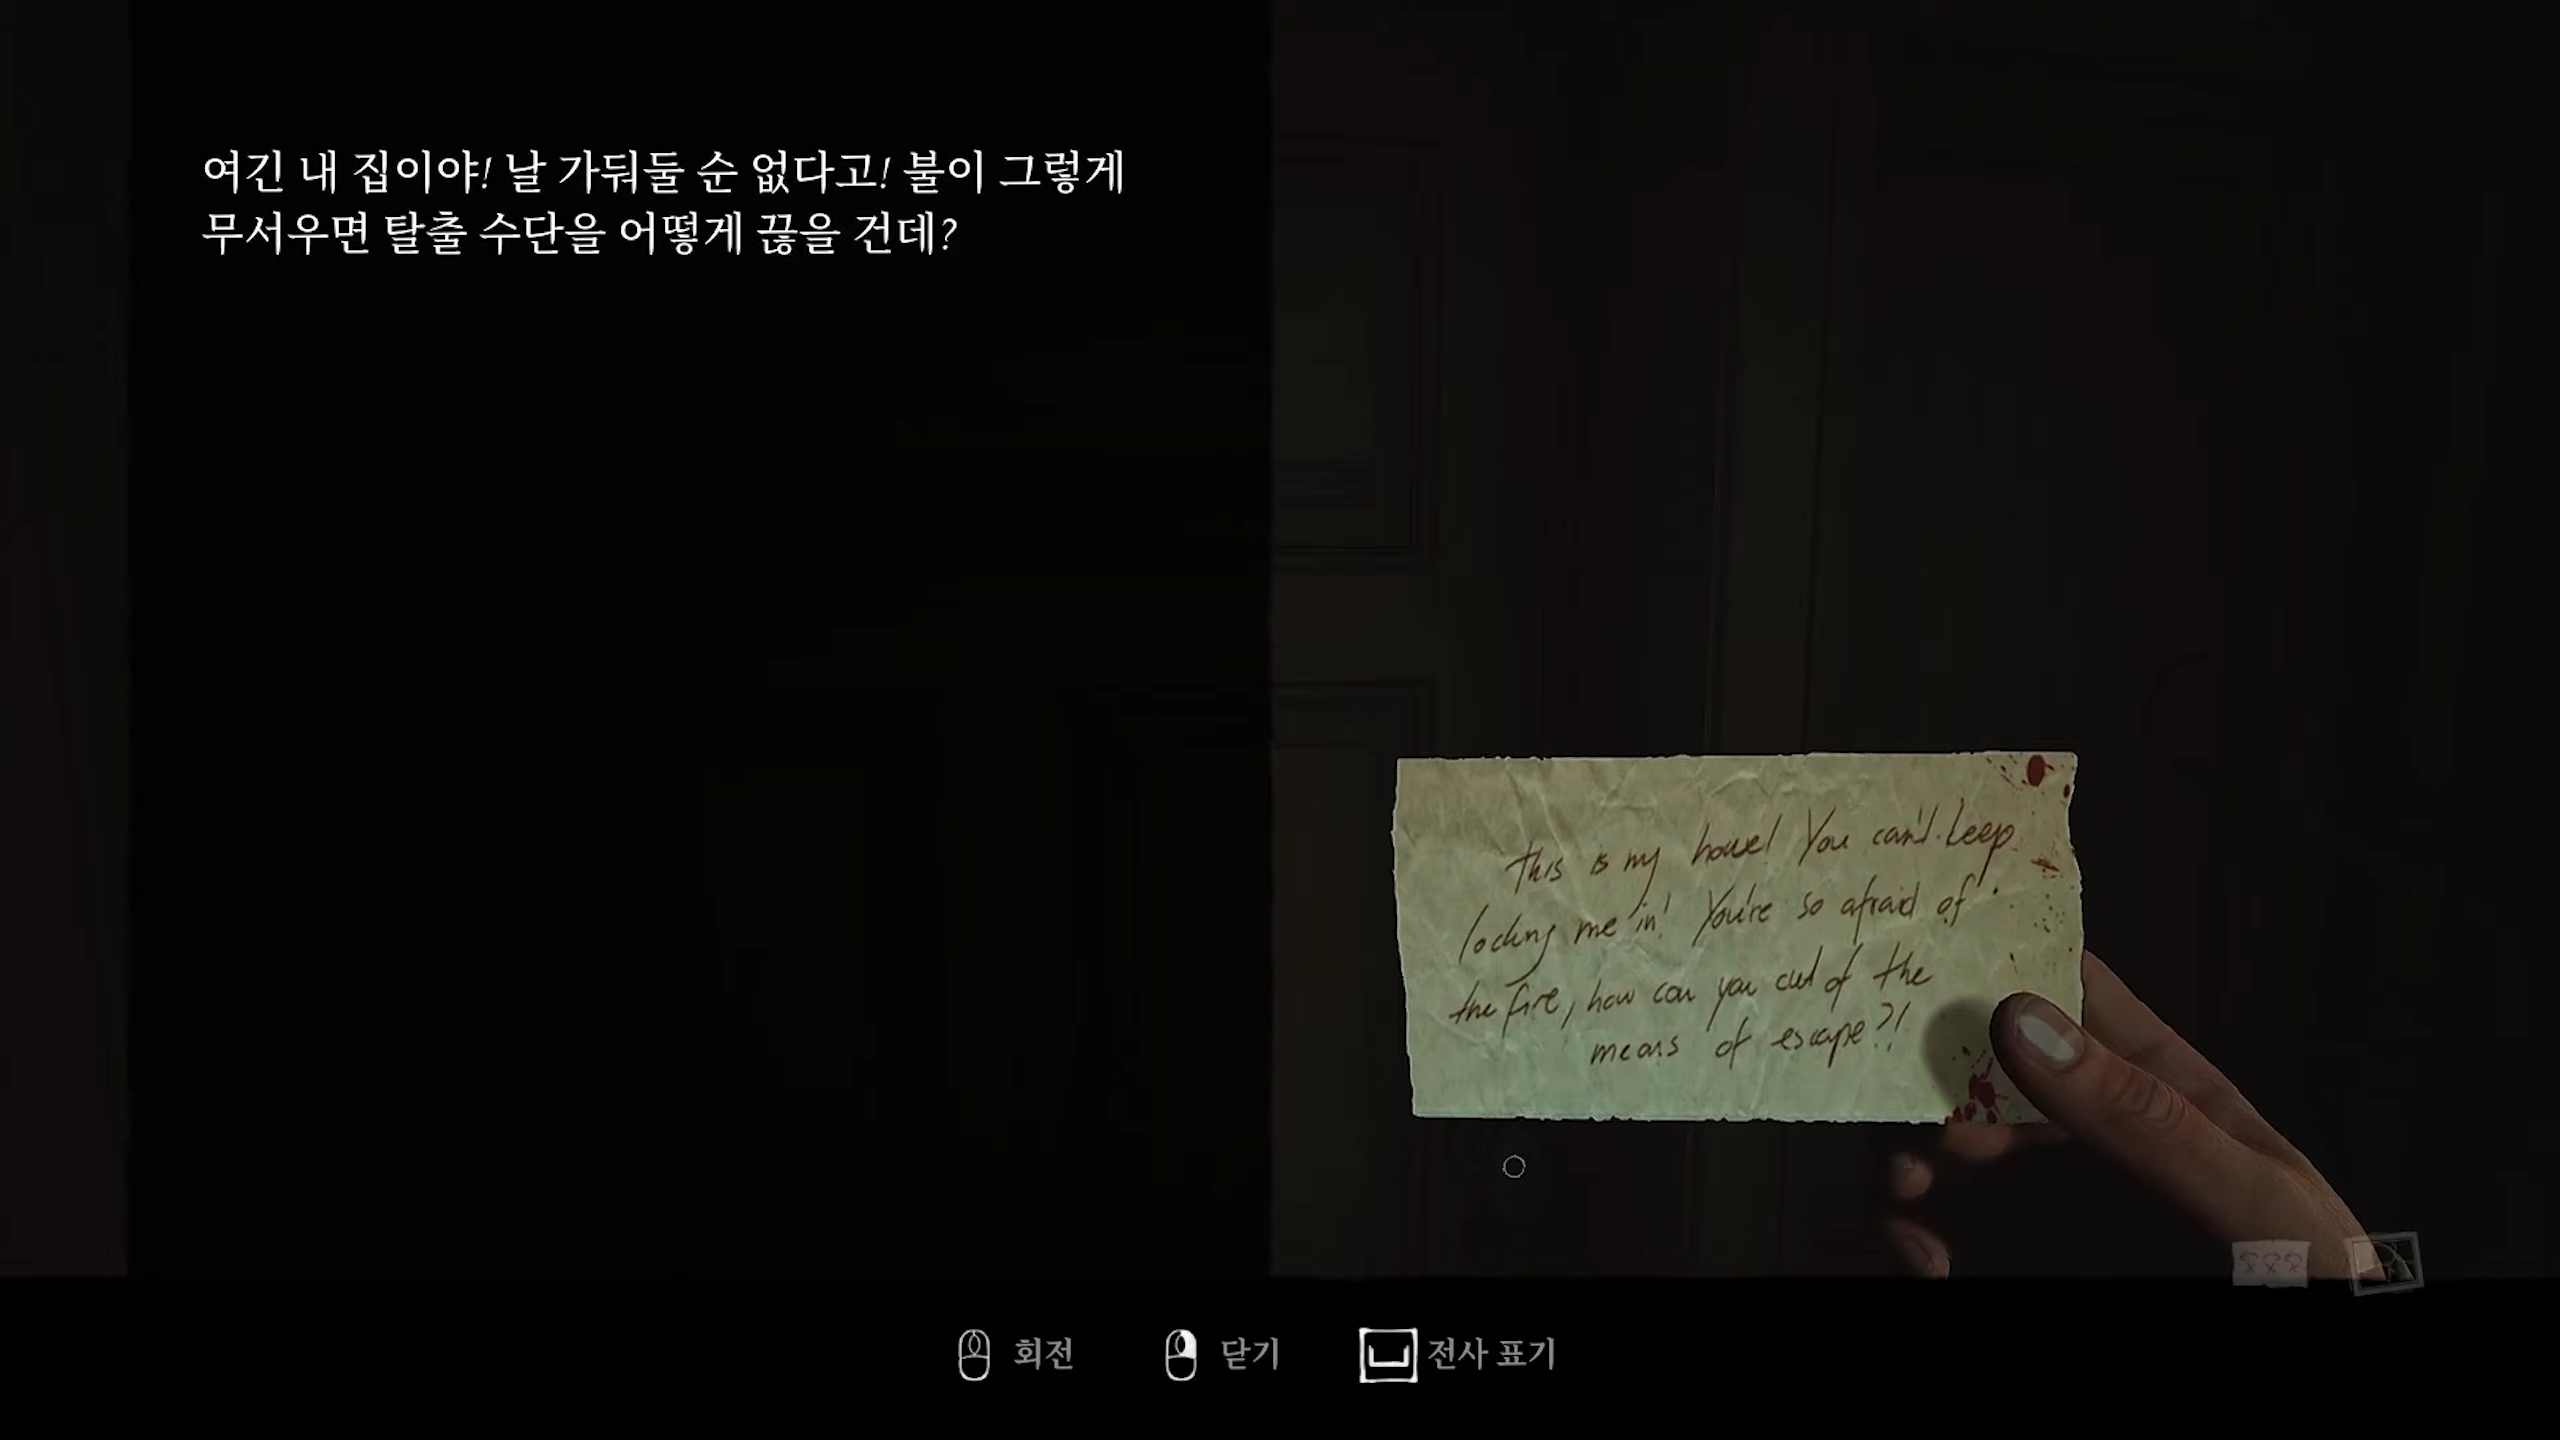 여긴 내 집이야! 날 가둬둘 순 없다고! 불이 그렇게
무서우면 탈출 수단을 어떻게 끊을 건데?
This is my house! You can't keep
locking me in! You're so afraid of
the fire, how can you cut of the
means of escape?!
회전
닫기
전사 표기